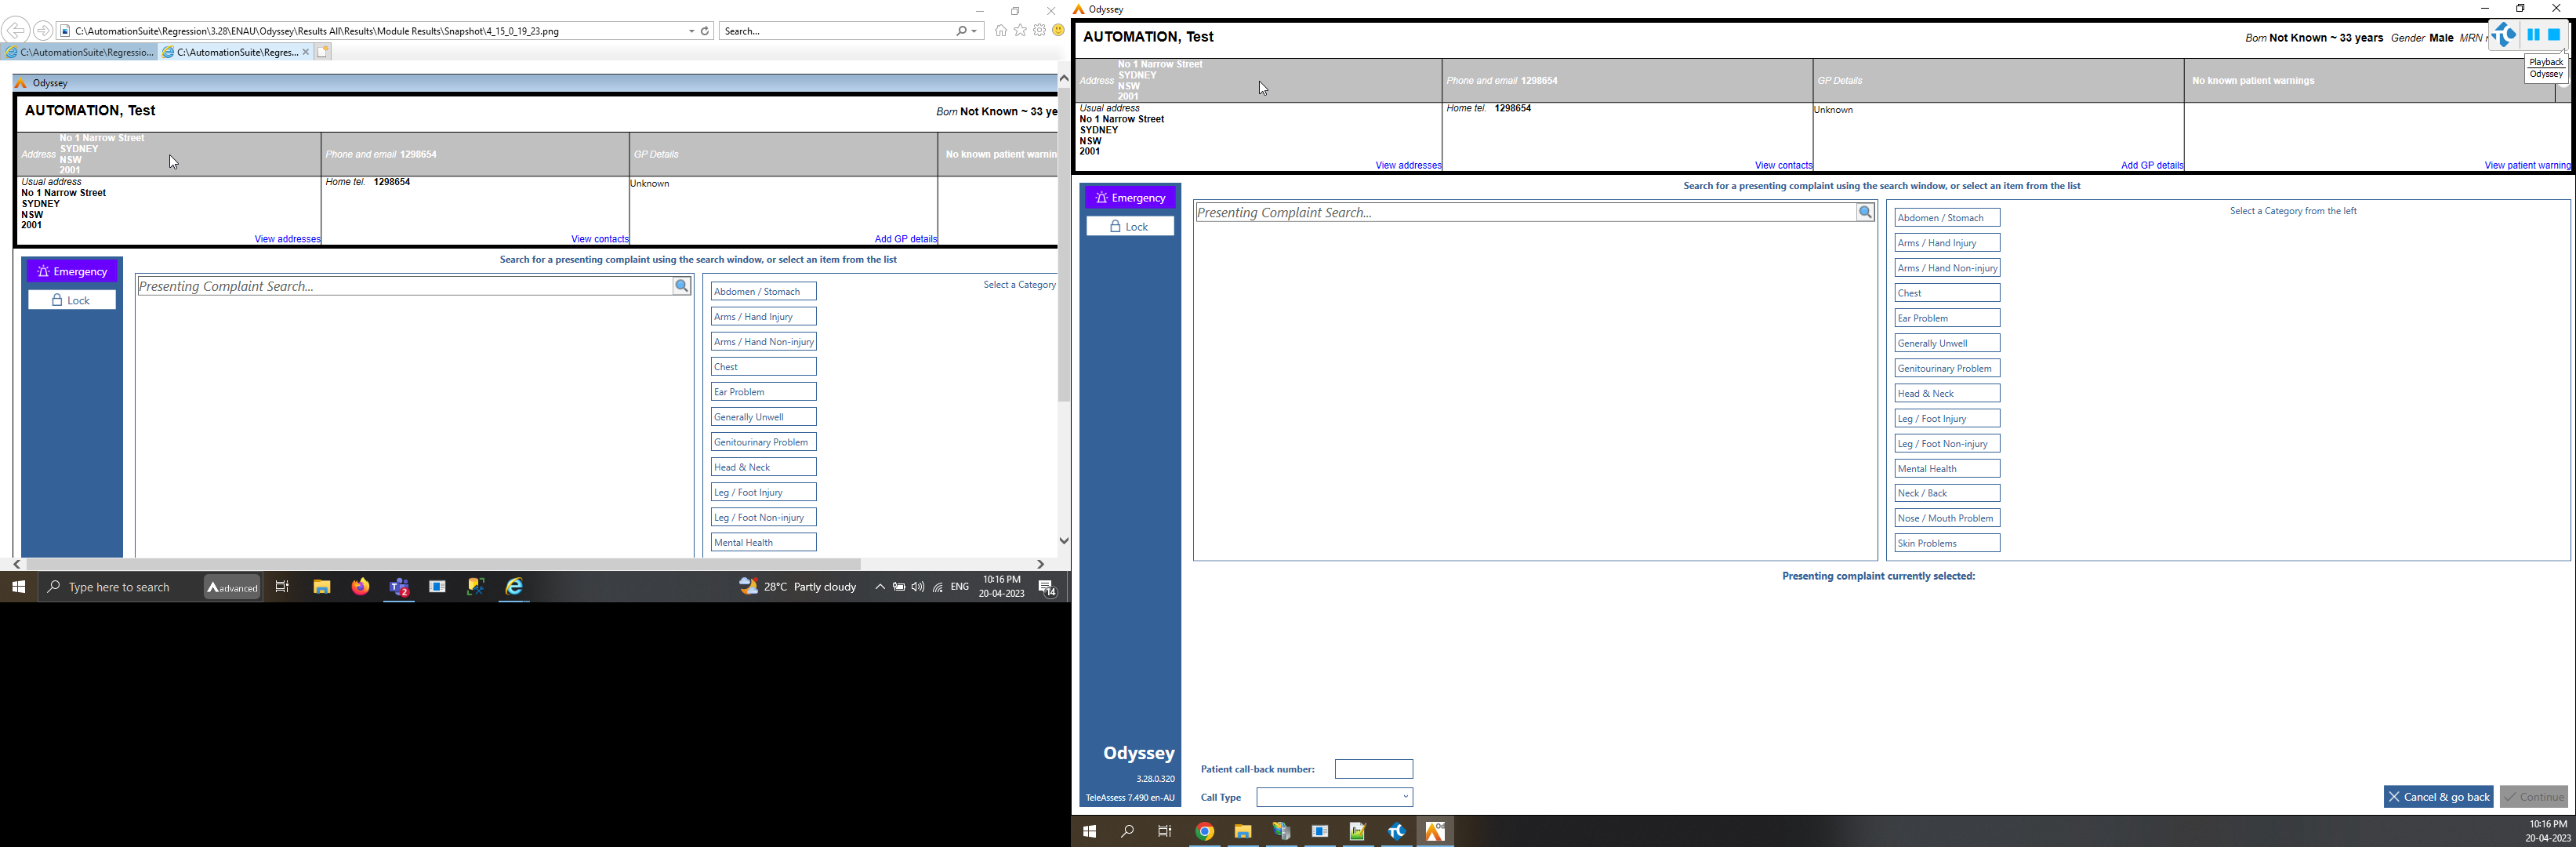 C:\AutomationSuite\Regression\3.28\ENAU\Odyssey\Results All\Results\Module Results\Snapshot\4_15_0_19_23.png
Search...
C:\AutomationSuite\Regressio...
C:\AutomationSuite\Regres...
Odyssey
AUTOMATION, Test
Born Not Known ~ 33 ye
Address
No 1 Narrow Street
SYDNEY
NSW
2001
Phone and email 1298654
GP Details
No known patient warnin
Usual address
No 1 Narrow Street
SYDNEY
NSW
2001
View addresses
Home tel. 1298654
View contacts
Unknown
Add GP details
Emergency
Lock
Search for a presenting complaint using the search window, or select an item from the list
Presenting Complaint Search...
Abdomen / Stomach
Arms / Hand Injury
Arms / Hand Non-injury
Chest
Ear Problem
Generally Unwell
Genitourinary Problem
Head & Neck
Leg / Foot Injury
Leg / Foot Non-injury
Mental Health
Select a Category
Type here to search
advanced
2
28°C Partly cloudy
ENG
10:16 PM
20-04-2023
14
Odyssey
AUTOMATION, Test
Born Not Known ~ 33 years Gender Male MRN
Playback
Odyssey
Address
No 1 Narrow Street
SYDNEY
NSW
2001
Phone and email 1298654
GP Details
No known patient warnings
Usual address
No 1 Narrow Street
SYDNEY
NSW
2001
View addresses
Home tel. 1298654
View contacts
Unknown
Add GP details
View patient warning
Emergency
Lock
Search for a presenting complaint using the search window, or select an item from the list
Presenting Complaint Search...
Abdomen / Stomach
Arms / Hand Injury
Arms / Hand Non-injury
Chest
Ear Problem
Generally Unwell
Genitourinary Problem
Head & Neck
Leg / Foot Injury
Leg / Foot Non-injury
Mental Health
Neck / Back
Nose / Mouth Problem
Skin Problems
Select a Category from the left
Presenting complaint currently selected:
Odyssey
3.28.0.320
TeleAssess 7.490 en-AU
Patient call-back number:
Call Type
Cancel & go back
Continue
10:16 PM
20-04-2023